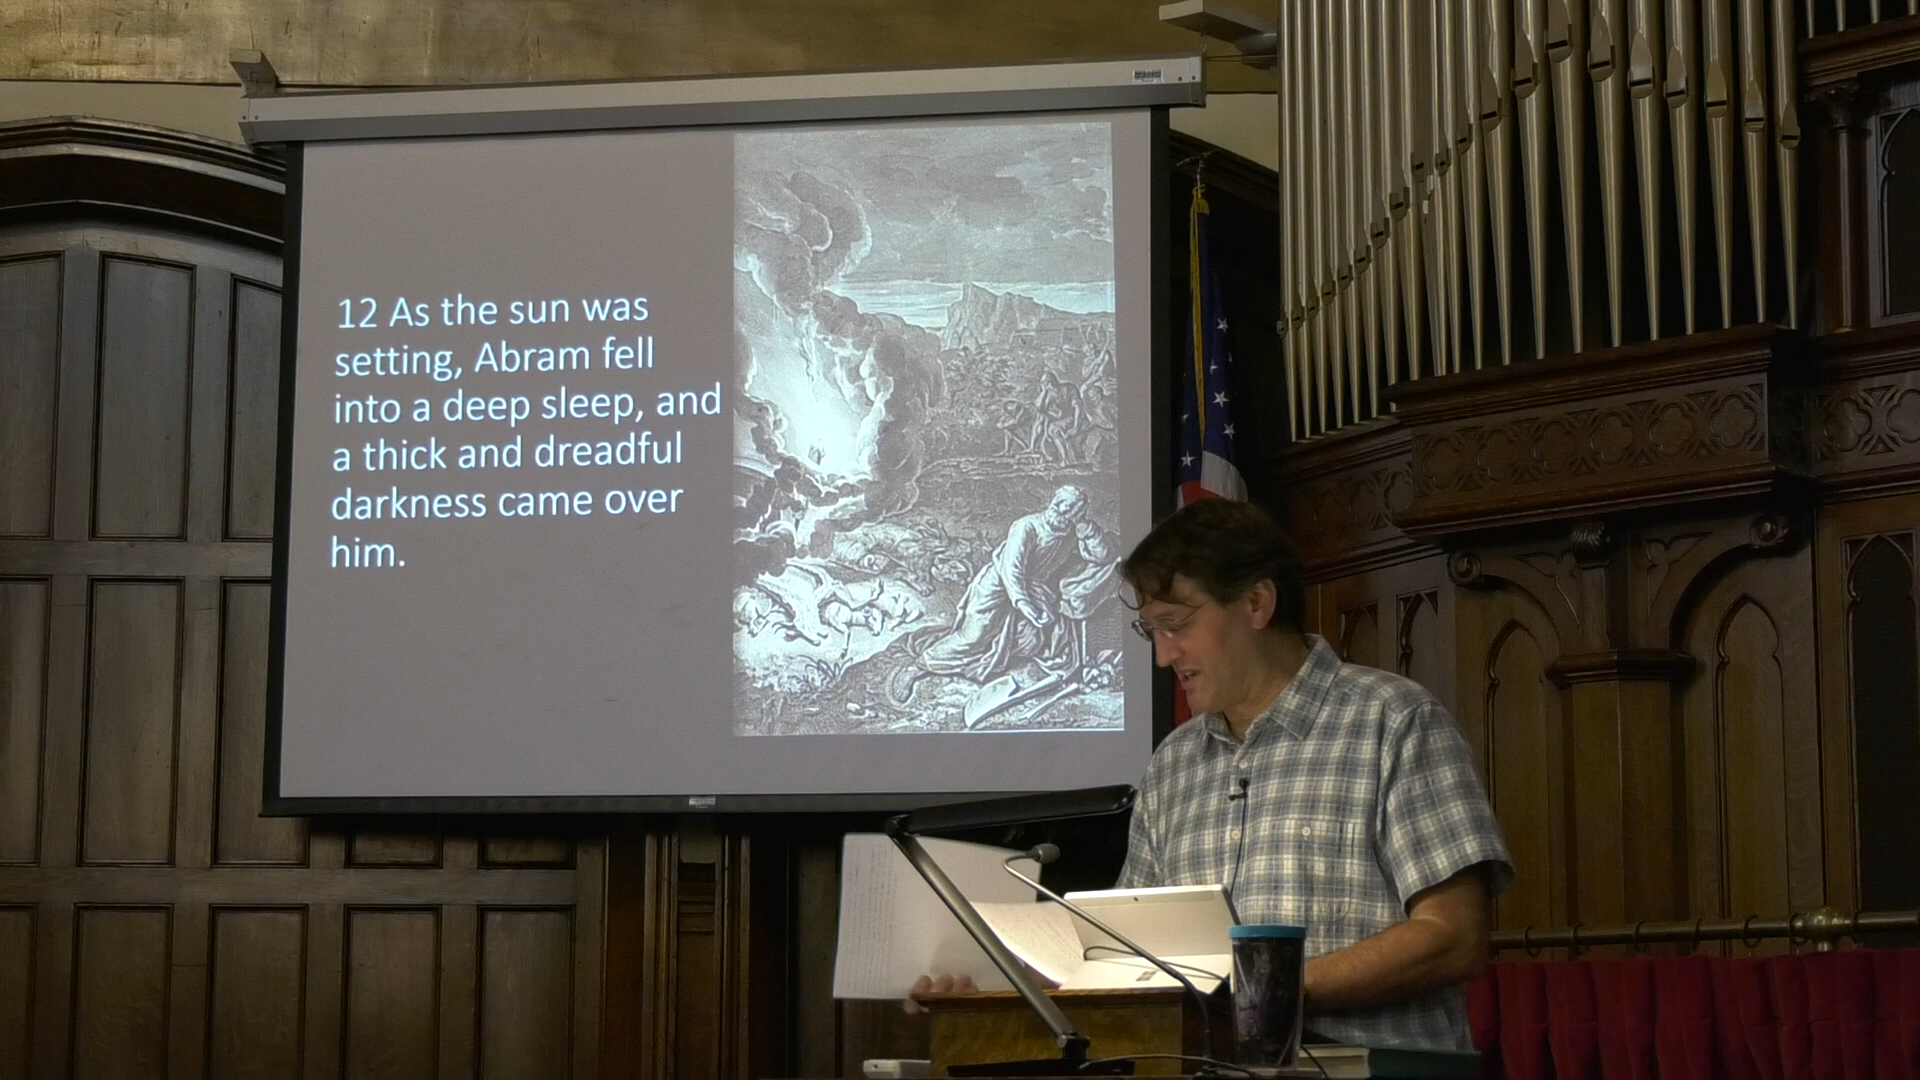 12 As the sun was
setting, Abram fell
into a deep sleep, and
a thick and dreadful
darkness came over
him.